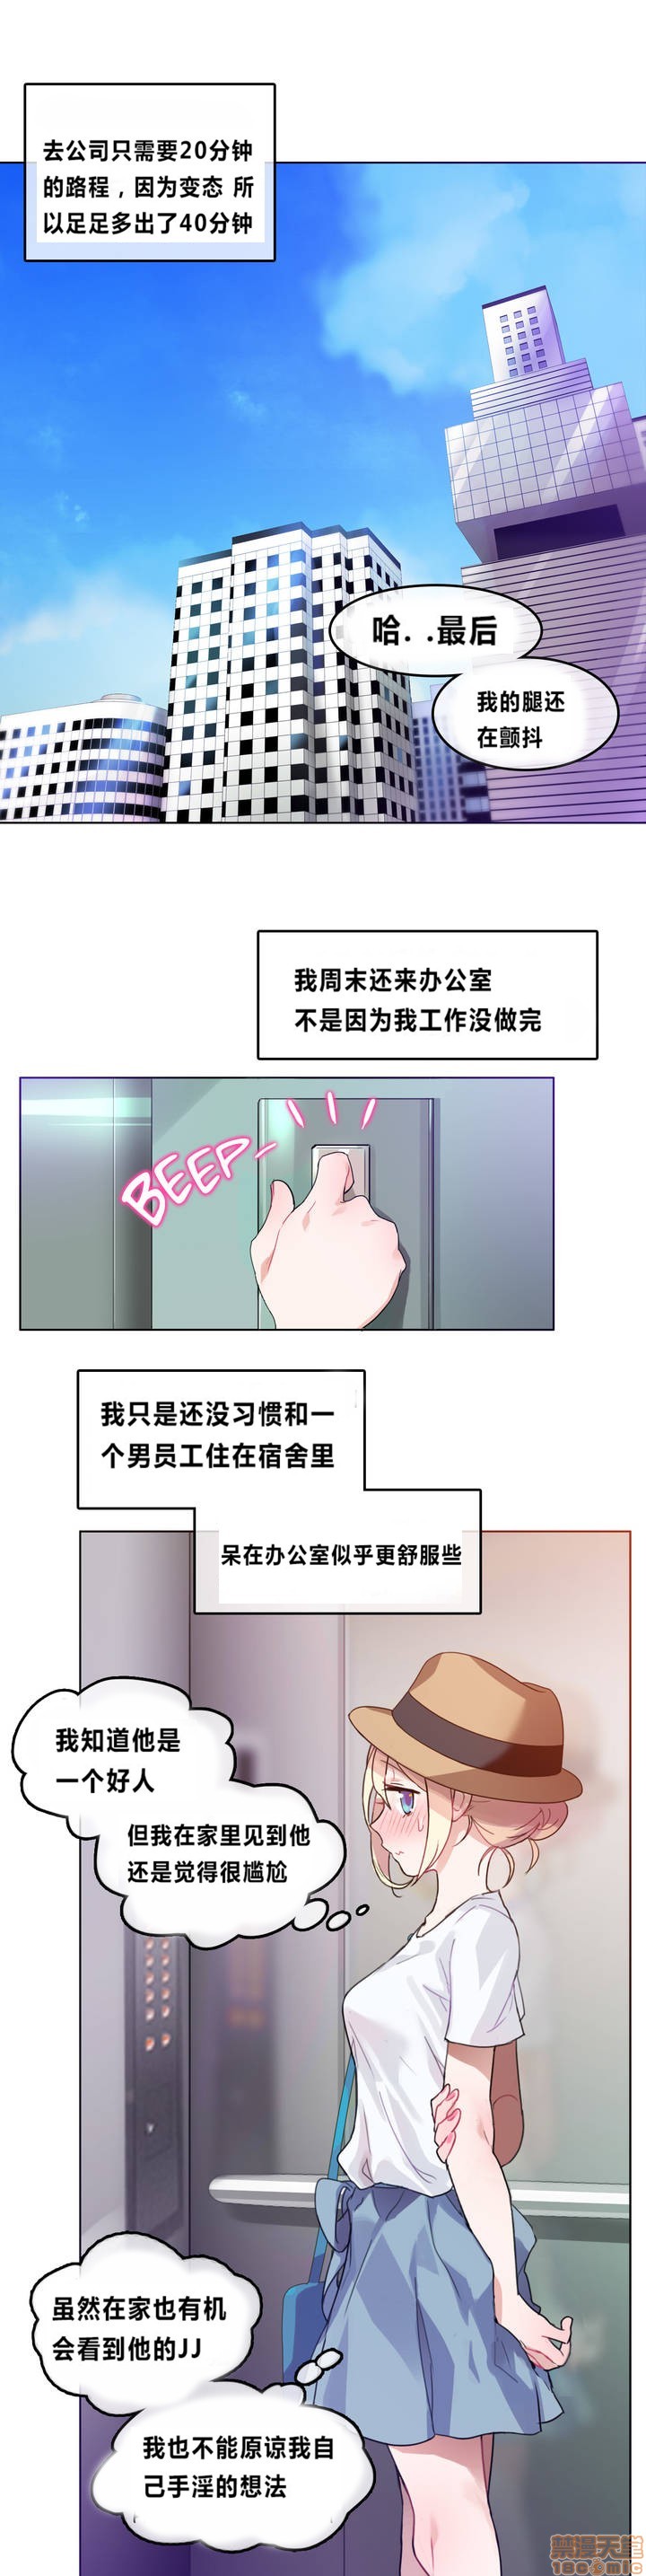 去公司只需要20分钟
的路程，因为变态 所
以足足多出了40分钟
哈. .最后
我的腿还
在颤抖
我周末还来办公室
不是因为我工作没做完
BEEP_
我只是还没习惯和一
个男员工住在宿舍里
呆在办公室似乎更舒服些
我知道他是
一个好人
但我在家里见到他
还是觉得很尴尬
虽然在家也有机
会看到他的JJ
我也不能原谅我自
己手淫的想法
禁漫天堂
18comic